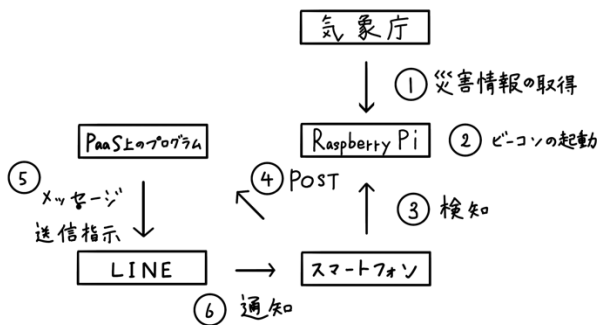 気象庁
① 災害情報の取得
PaaS上のプログラム
Raspberry Pi
② ビーコンの起動
④ POST
⑤ メッセージ
送信指示
③ 検知
LINE
スマートフォン
⑥ 通知